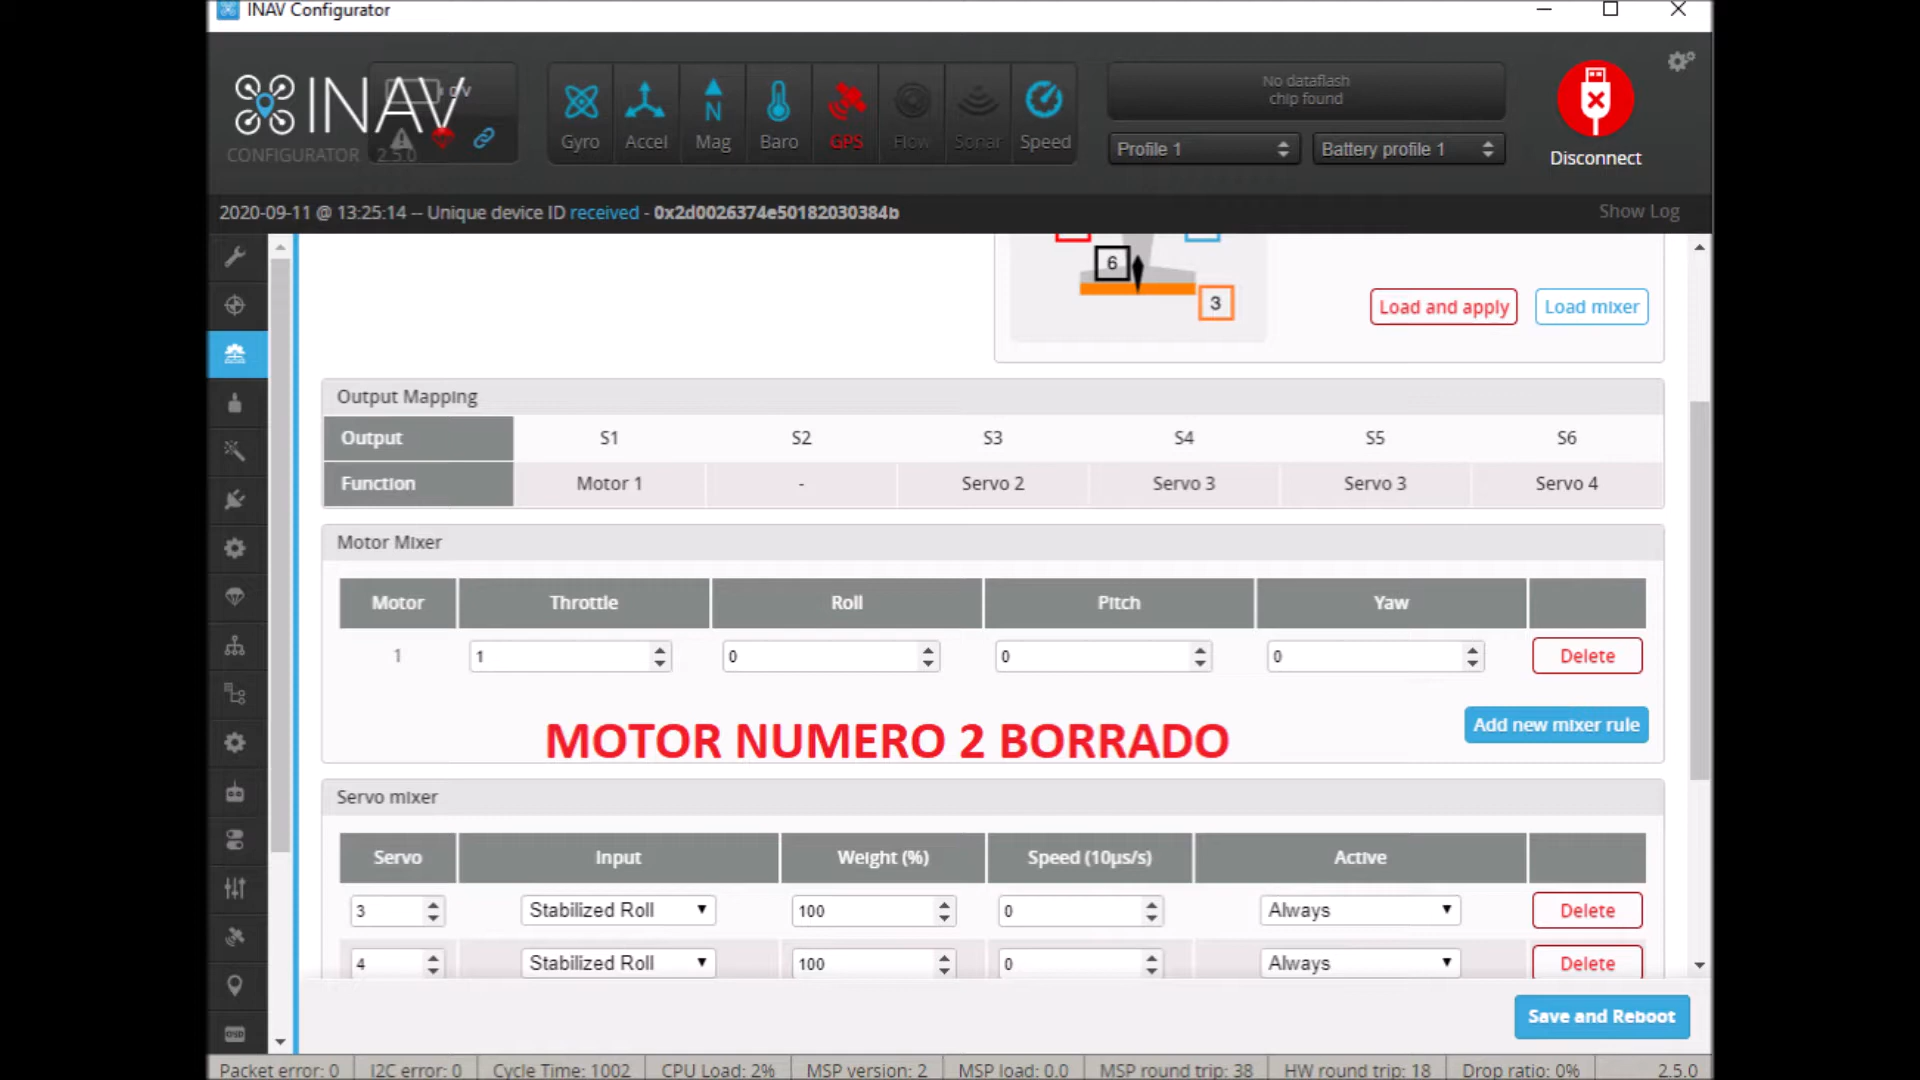 INAV Configurator
INAV
0V
CONFIGURATOR 2.5.0
Gyro Accel Mag Baro GPS Flow Sonar Speed
No dataflash
chip found
Profile 1 Battery profile 1
Disconnect
2020-09-11 @ 13:25:14 -- Unique device ID received - 0x2d0026374e50182030384b Show Log
6
3
Load and apply Load mixer
Output Mapping
Output S1 S2 S3 S4 S5 S6
Function Motor 1 - Servo 2 Servo 3 Servo 3 Servo 4
Motor Mixer
Motor Throttle Roll Pitch Yaw
1 1 0 0 0 Delete
Add new mixer rule
MOTOR NUMERO 2 BORRADO
Servo mixer
Servo Input Weight (%) Speed (10µs/s) Active
3 Stabilized Roll 100 0 Always Delete
4 Stabilized Roll 100 0 Always Delete
Save and Reboot
OSD
Packet error: 0 I2C error: 0 Cycle Time: 1002 CPU Load: 2% MSP version: 2 MSP load: 0.0 MSP round trip: 38 HW round trip: 18 Drop ratio: 0% 2.5.0